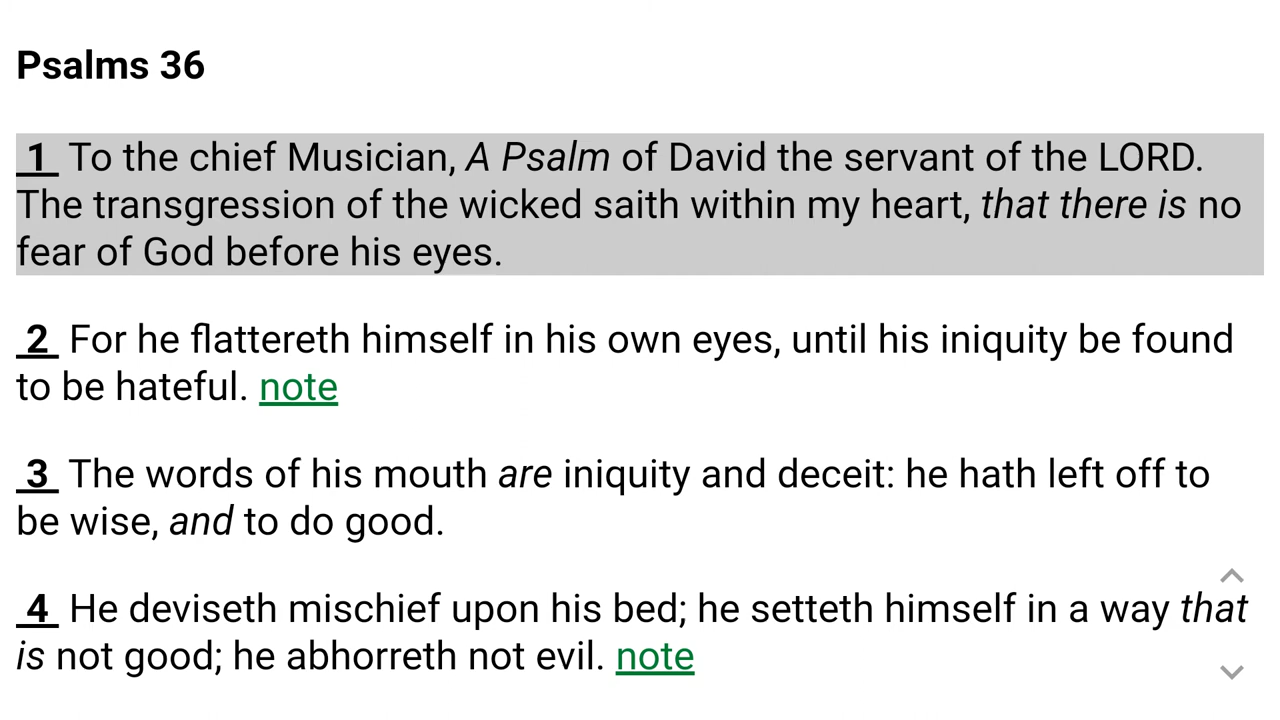 Psalms 36
1 To the chief Musician, A Psalm of David the servant of the LORD.
The transgression of the wicked saith within my heart, that there is no
fear of God before his eyes.
2 For he flattereth himself in his own eyes, until his iniquity be found
to be hateful. note
3 The words of his mouth are iniquity and deceit: he hath left off to
be wise, and to do good.
4 He deviseth mischief upon his bed; he setteth himself in a way that
is not good; he abhorreth not evil. note